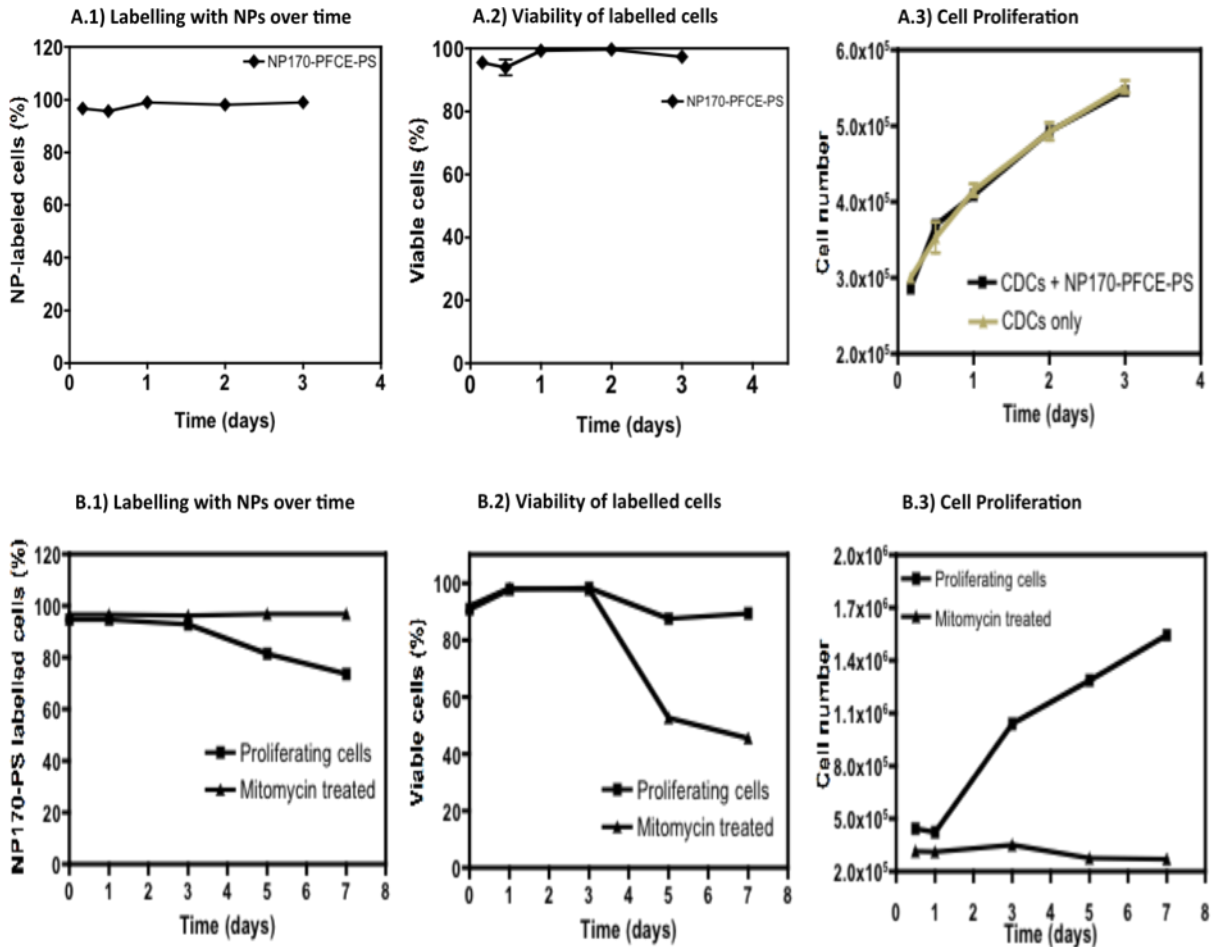 A.1) Labelling with NPs over time
120
100
80
60
40
20
0
0 1 2 3 4
NP-labeled cells (%)
Time (days)
NP170-PFCE-PS
A.2) Viability of labelled cells
100
80
60
40
20
0
0 1 2 3 4
Viable cells (%)
Time (days)
NP170-PFCE-PS
A.3) Cell Proliferation
6.0x10⁵
5.0x10⁵
4.0x10⁵
3.0x10⁵
2.0x10⁵
0 1 2 3 4
Cell number
Time (days)
CDCs + NP170-PFCE-PS
CDCs only
B.1) Labelling with NPs over time
120
100
80
60
40
20
0
0 1 2 3 4 5 6 7 8
NP170-PS labelled cells (%)
Time (days)
Proliferating cells
Mitomycin treated
B.2) Viability of labelled cells
100
80
60
40
20
0
0 1 2 3 4 5 6 7 8
Viable cells (%)
Time (days)
Proliferating cells
Mitomycin treated
B.3) Cell Proliferation
2.0x10⁶
1.7x10⁶
1.4x10⁶
1.1x10⁶
8.0x10⁵
5.0x10⁵
2.0x10⁵
0 1 2 3 4 5 6 7 8
Cell number
Time (days)
Proliferating cells
Mitomycin treated